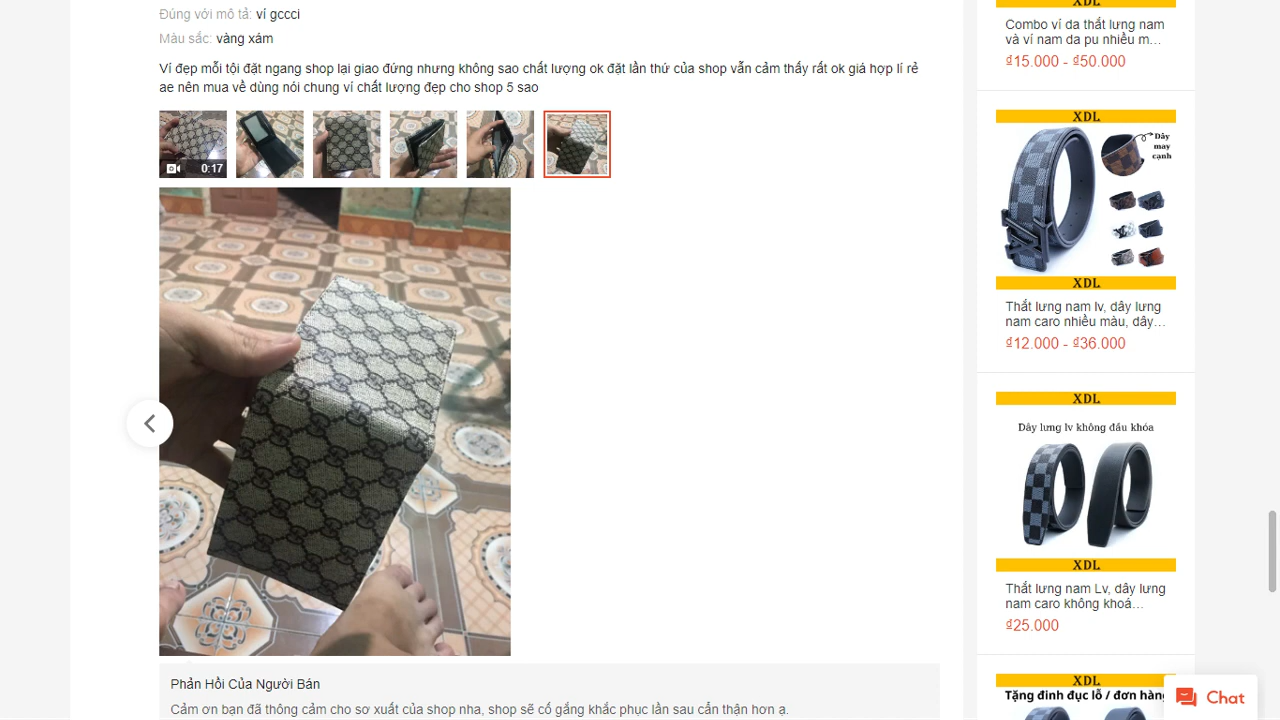 Đúng với mô tả: ví gccci
Màu sắc: vàng xám
Ví đẹp mỗi tội đặt ngang shop lại giao đứng nhưng không sao chất lượng ok đặt lần thứ của shop vẫn cảm thấy rất ok giá hợp lí rẻ
ae nên mua về dùng nói chung ví chất lượng đẹp cho shop 5 sao
0:17
Phản Hồi Của Người Bán
Cảm ơn bạn đã thông cảm cho sơ xuất của shop nha, shop sẽ cố gắng khắc phục lần sau cẩn thận hơn ạ.
XDL
Combo ví da thắt lưng nam
và ví nam da pu nhiều m...
₫15.000 - ₫50.000
XDL
Dây
may
cạnh
XDL
Thắt lưng nam lv, dây lưng
nam caro nhiều màu, dây...
₫12.000 - ₫36.000
XDL
Dây lưng lv không đầu khóa
XDL
Thắt lưng nam Lv, dây lưng
nam caro không khoá...
₫25.000
XDL
Tặng đinh đục lỗ / đơn hàng
Chat